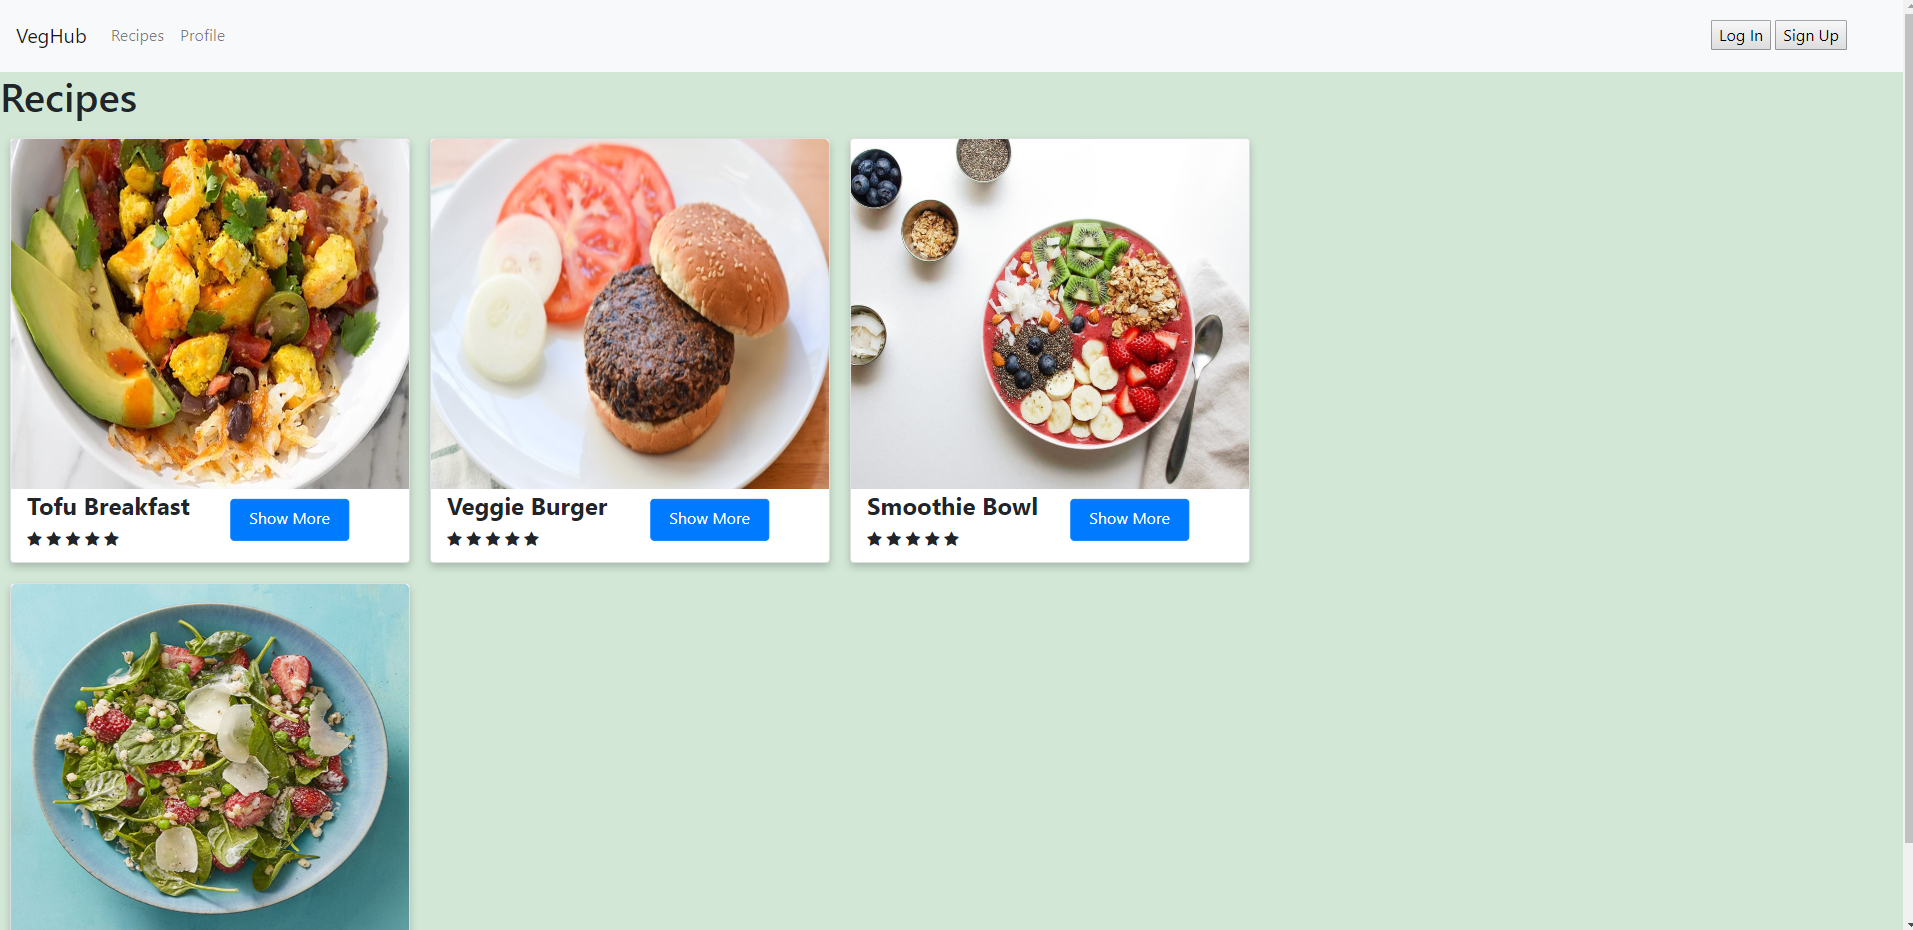 VegHub Recipes Profile Log In Sign Up
Recipes
Tofu Breakfast Show More
Veggie Burger Show More
Smoothie Bowl Show More